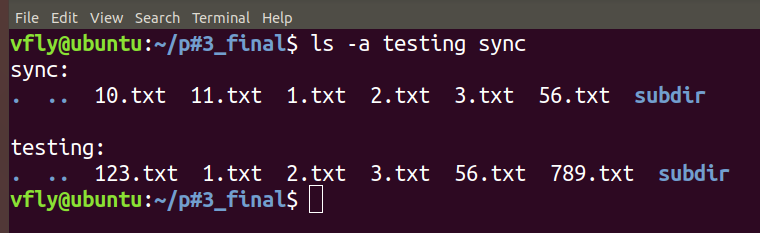 File Edit View Search Terminal Help
vfly@ubuntu:~/p#3_final$ ls -a testing sync
sync:
.  ..  10.txt  11.txt  1.txt  2.txt  3.txt  56.txt  subdir
testing:
.  ..  123.txt  1.txt  2.txt  3.txt  56.txt  789.txt  subdir
vfly@ubuntu:~/p#3_final$